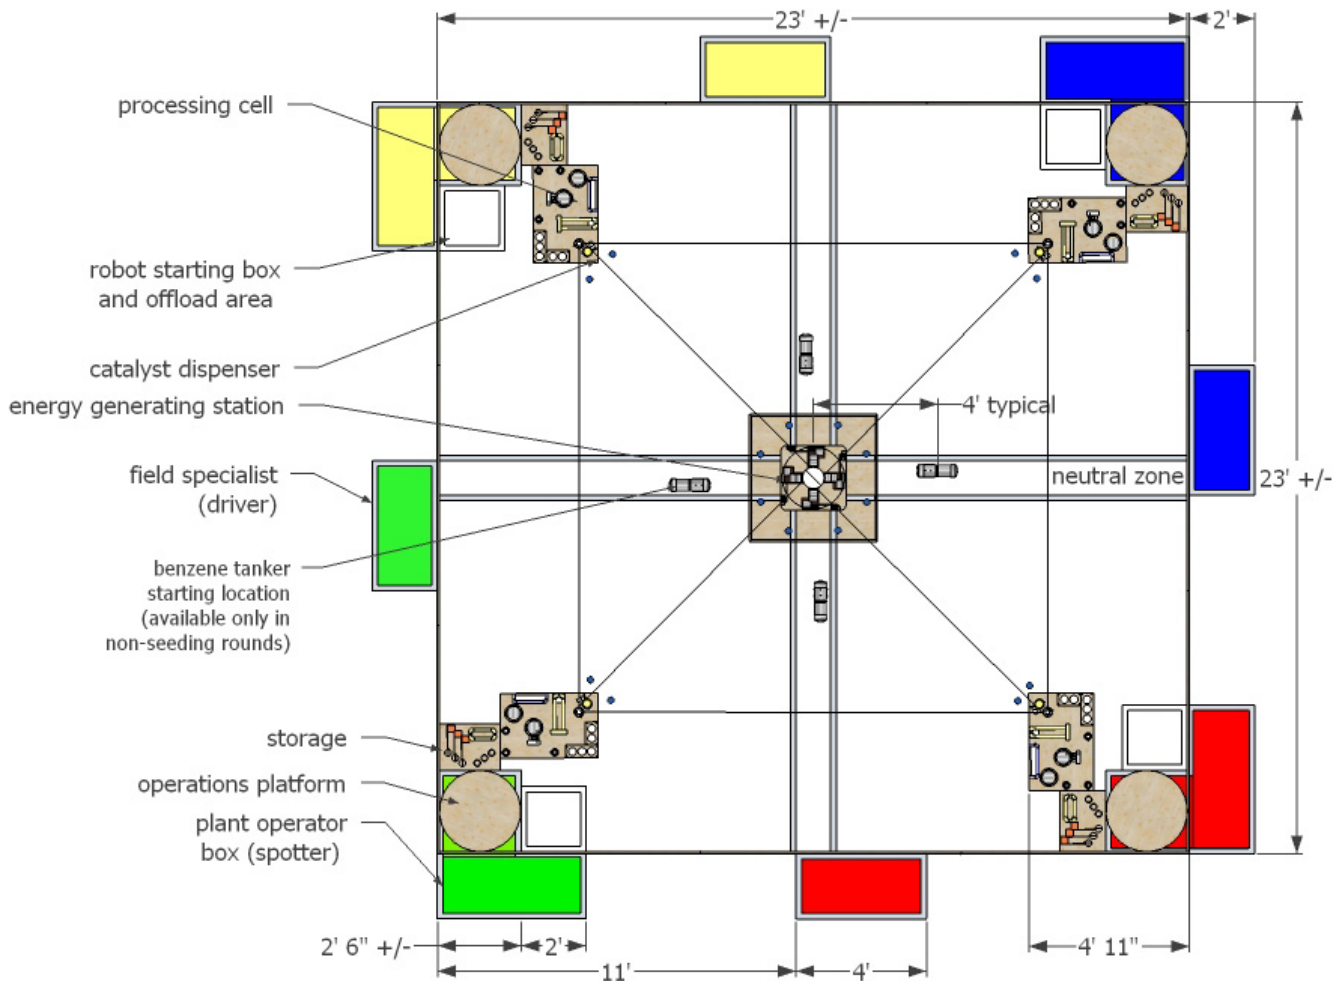 23' +/-
2'
processing cell
robot starting box
and offload area
catalyst dispenser
energy generating station
4' typical
field specialist
(driver)
neutral zone
23' +/-
benzene tanker
starting location
(available only in
non-seeding rounds)
storage
operations platform
plant operator
box (spotter)
2' 6" +/-
2'
4' 11"
11'
4'